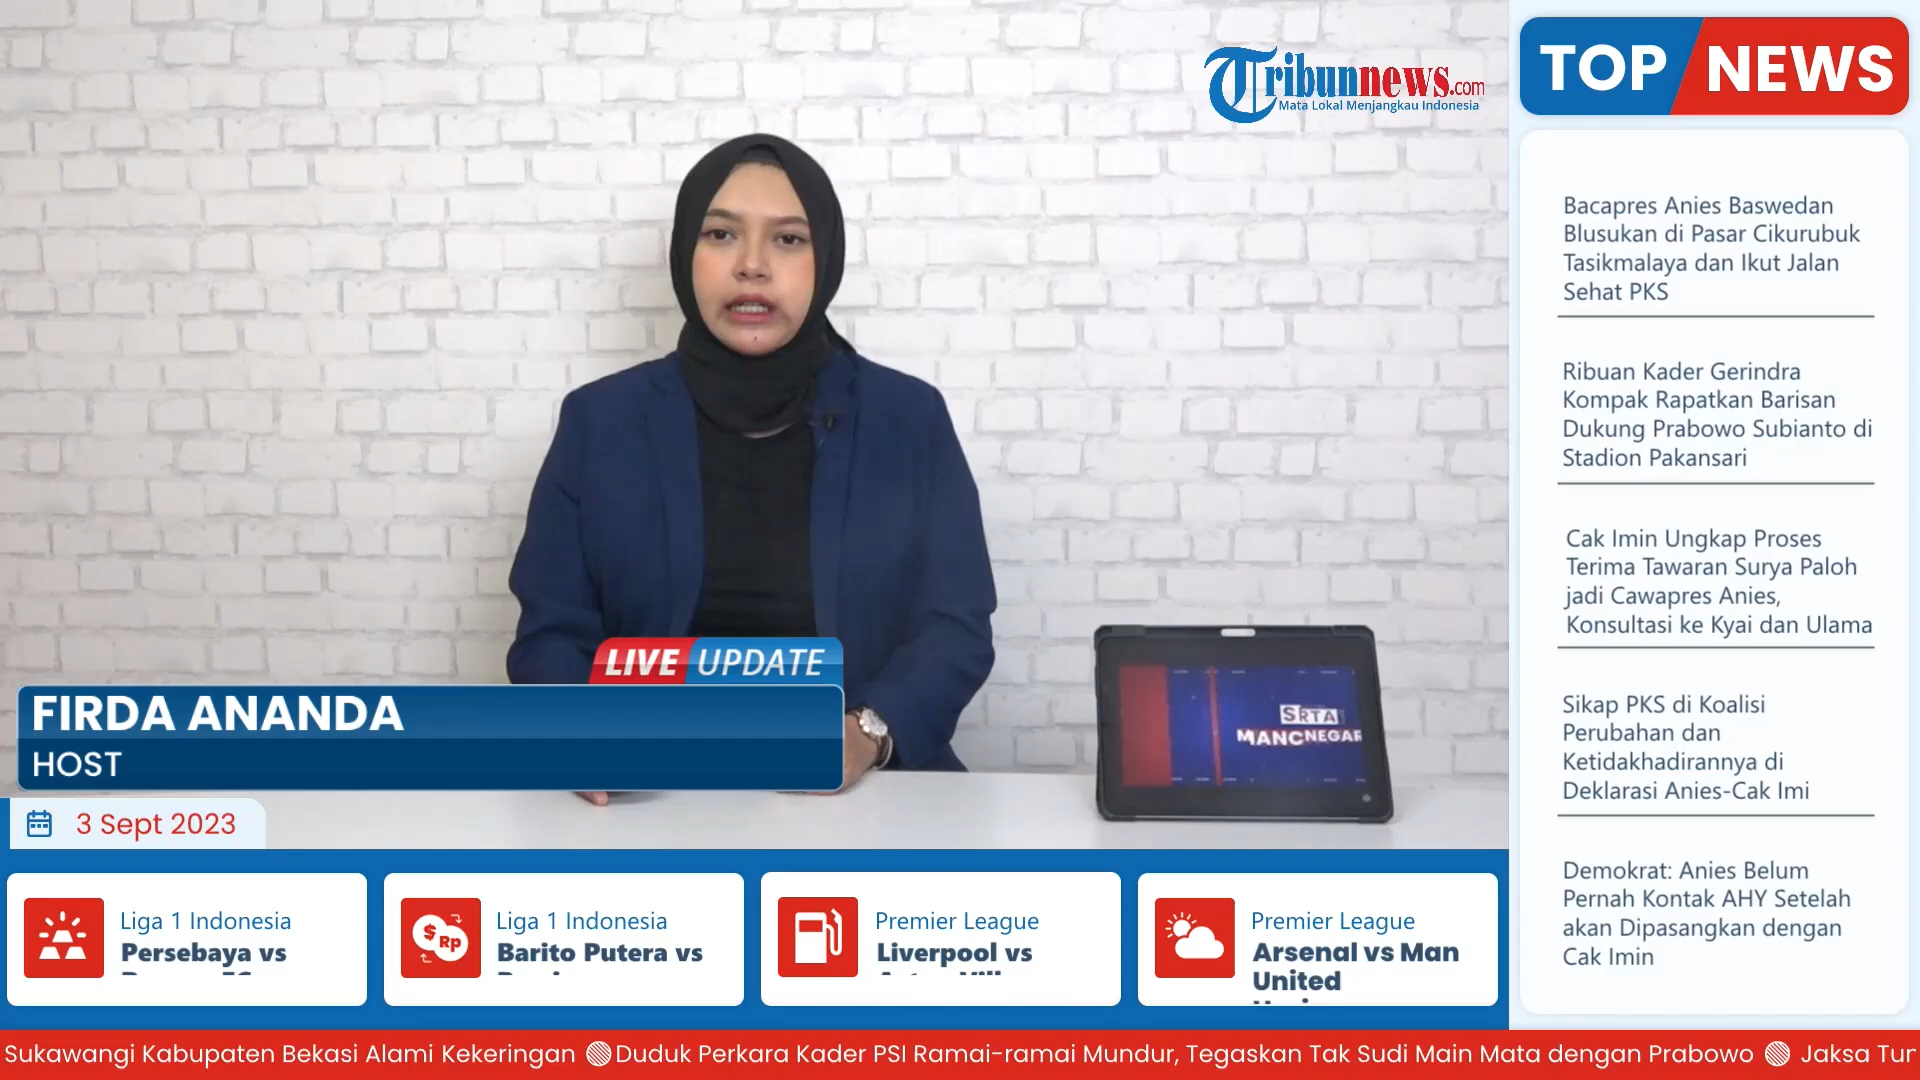 Tribunnews.com
Mata Lokal Menjangkau Indonesia
TOP NEWS
Bacapres Anies Baswedan
Blusukan di Pasar Cikurubuk
Tasikmalaya dan Ikut Jalan
Sehat PKS
Ribuan Kader Gerindra
Kompak Rapatkan Barisan
Dukung Prabowo Subianto di
Stadion Pakansari
Cak Imin Ungkap Proses
Terima Tawaran Surya Paloh
jadi Cawapres Anies,
Konsultasi ke Kyai dan Ulama
Sikap PKS di Koalisi
Perubahan dan
Ketidakhadirannya di
Deklarasi Anies-Cak Imi
Demokrat: Anies Belum
Pernah Kontak AHY Setelah
akan Dipasangkan dengan
Cak Imin
LIVE UPDATE
FIRDA ANANDA
HOST
SRTA
MANCNEGAR
3 Sept 2023
Liga 1 Indonesia
Persebaya vs
Liga 1 Indonesia
$ Rp
Barito Putera vs
Premier League
Liverpool vs
Premier League
Arsenal vs Man
United
Sukawangi Kabupaten Bekasi Alami Kekeringan Duduk Perkara Kader PSI Ramai-ramai Mundur, Tegaskan Tak Sudi Main Mata dengan Prabowo Jaksa